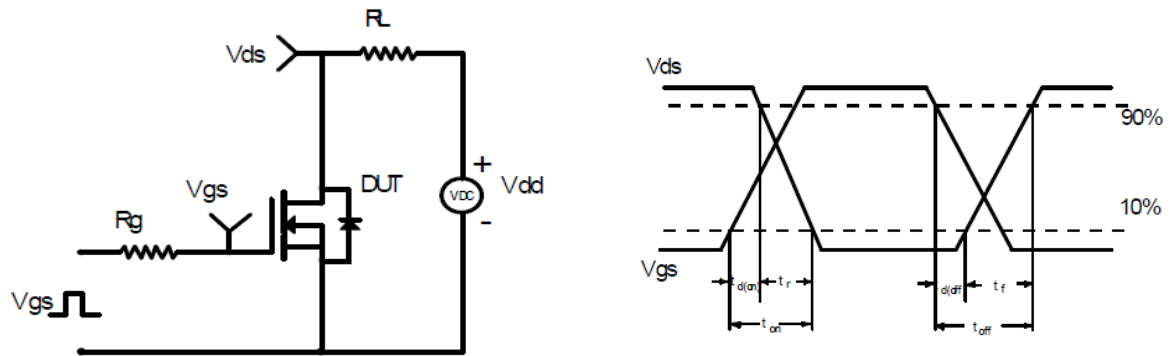 RL
Vds
Vgs
Rg
DUT
VDC
+
-
Vdd
Vgs
Vds
90%
10%
Vgs
td(on)
tr
d(off
tf
ton
toff